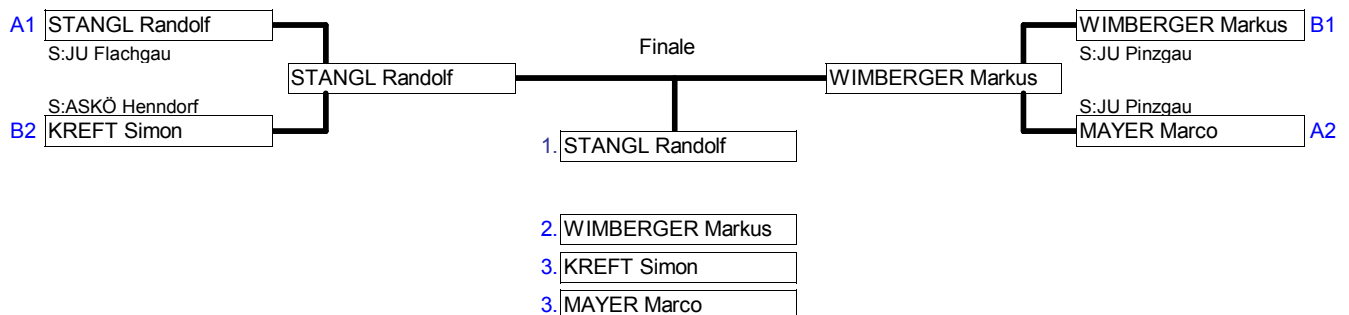 A1 STANGL Randolf
S:JU Flachgau
STANGL Randolf
S:ASKÖ Henndorf
B2 KREFT Simon
Finale
1. STANGL Randolf
WIMBERGER Markus B1
S:JU Pinzgau
WIMBERGER Markus
S:JU Pinzgau
MAYER Marco A2
2. WIMBERGER Markus
3. KREFT Simon
3. MAYER Marco